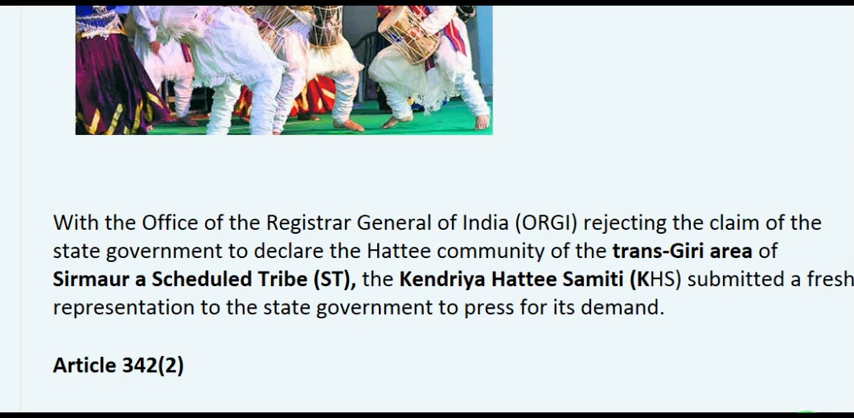 With the Office of the Registrar General of India (ORGI) rejecting the claim of the
state government to declare the Hattee community of the trans-Giri area of
Sirmaur a Scheduled Tribe (ST), the Kendriya Hattee Samiti (KHS) submitted a fresh
representation to the state government to press for its demand.
Article 342(2)